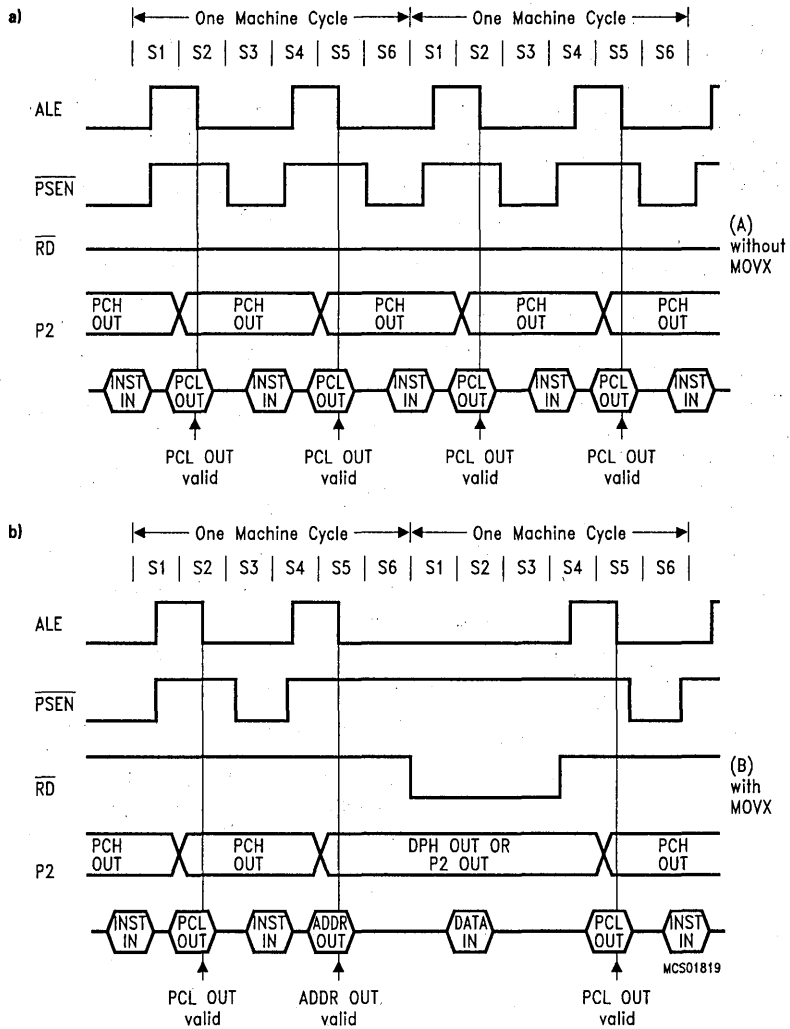 a)
One Machine Cycle One Machine Cycle
S1 S2 S3 S4 S5 S6 S1 S2 S3 S4 S5 S6
ALE
PSEN
RD
(A)
without
MOVX
PCH PCH PCH PCH PCH
OUT OUT OUT OUT OUT
P2
INST PCL INST PCL INST PCL INST PCL INST
IN OUT IN OUT IN OUT IN OUT IN
PCL OUT PCL OUT PCL OUT PCL OUT
valid valid valid valid
b)
One Machine Cycle One Machine Cycle
S1 S2 S3 S4 S5 S6 S1 S2 S3 S4 S5 S6
ALE
PSEN
RD
(B)
with
MOVX
PCH PCH DPH OUT OR PCH
OUT OUT P2 OUT OUT
P2
INST PCL INST ADDR DATA PCL INST
IN OUT IN OUT IN OUT IN
MCS01819
PCL OUT ADDR OUT PCL OUT
valid valid valid